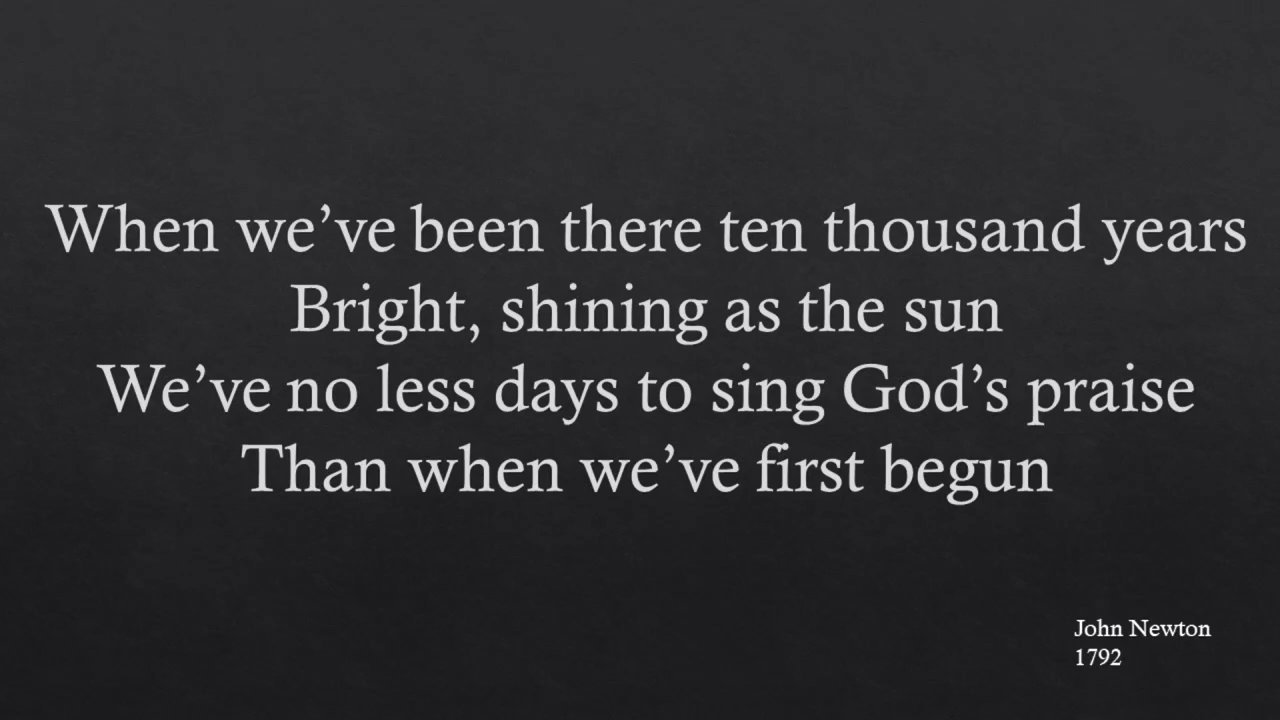 When we’ve been there ten thousand years
Bright, shining as the sun
We’ve no less days to sing God’s praise
Than when we’ve first begun
John Newton
1792